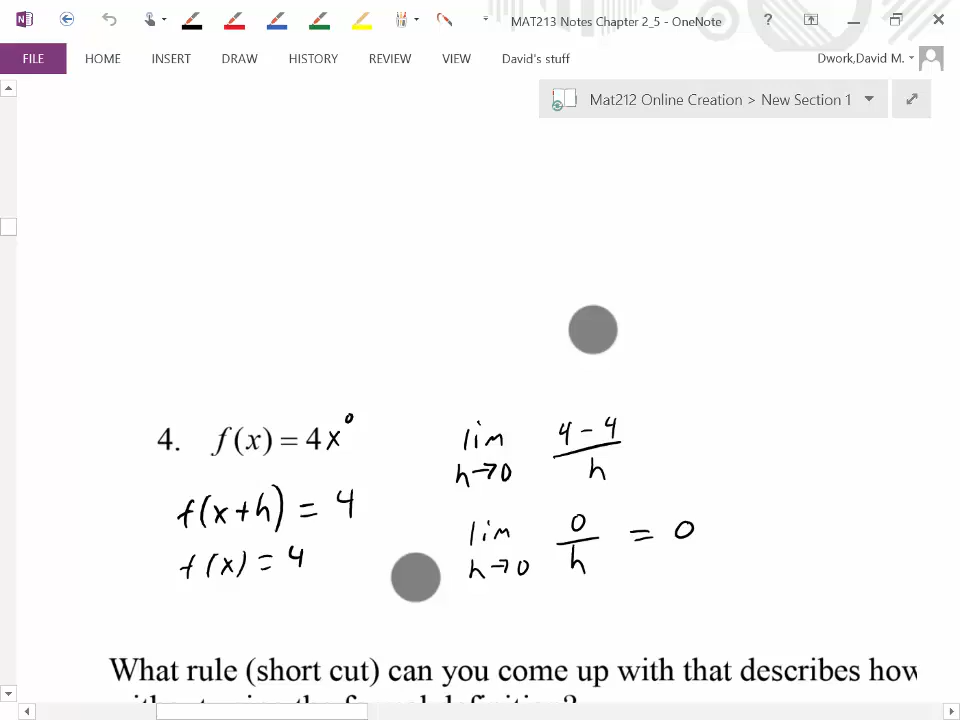 MAT213 Notes Chapter 2_5 - OneNote
FILE HOME INSERT DRAW HISTORY REVIEW VIEW David's stuff Dwork,David M.
Mat212 Online Creation > New Section 1
4. f(x) = 4x⁰
f(x+h) = 4
f(x) = 4
lim h→0 (4-4)/h
lim h→0 0/h = 0
What rule (short cut) can you come up with that describes how